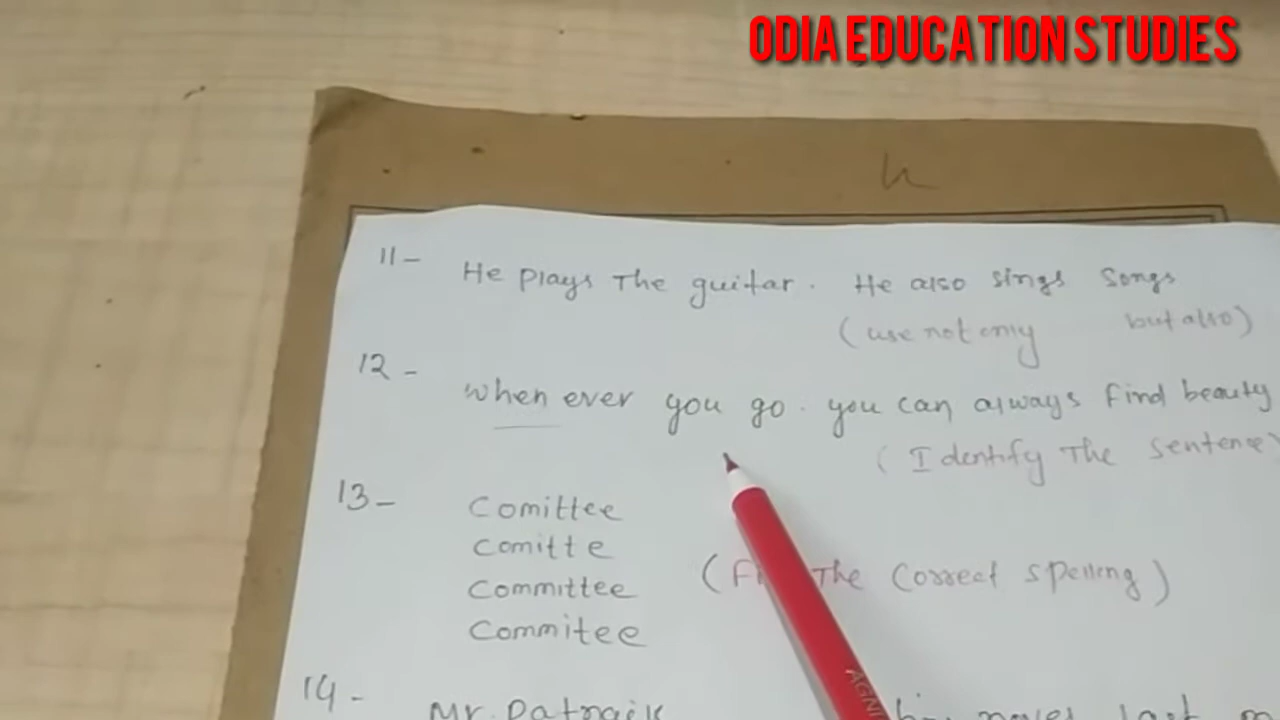 ODIA EDUCATION STUDIES
11- He plays The guitar. He also sings songs
(use not only but also)
12- When ever you go. you can always find beauty
(Identify The sentence)
13- Comittee
Comitte
Committee (The Correct spelling)
Commitee
14- Mr. Patnaik
AGNI